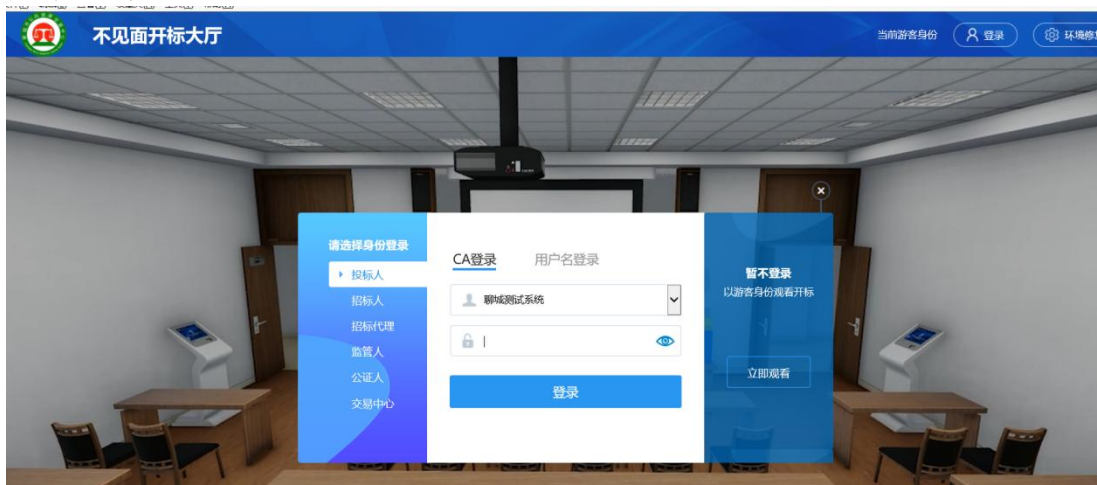 不见面开标大厅
当前游客身份
登录
请选择身份登录
投标人
招标人
招标代理
监管人
公证人
交易中心
CA登录
用户名登录
聊城测试系统
登录
暂不登录
以游客身份观看开标
立即观看